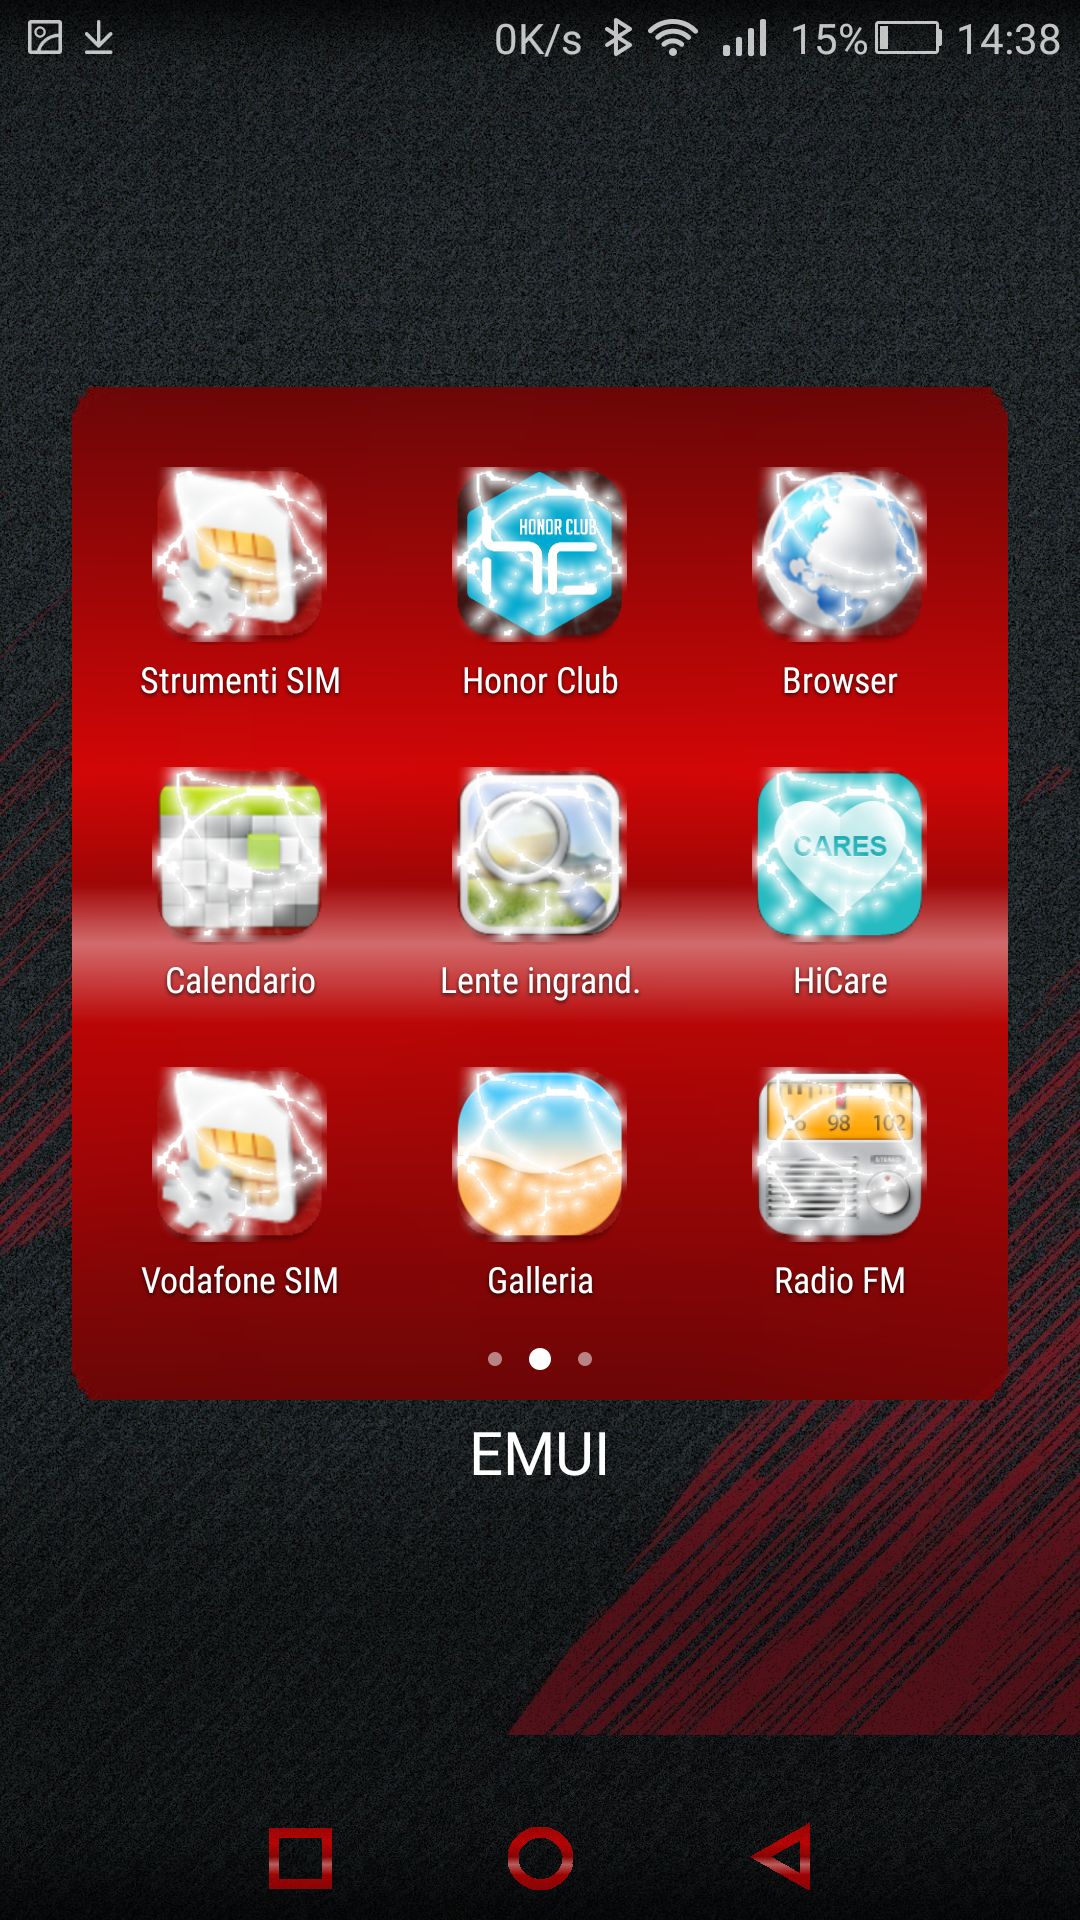 0K/s 15% 14:38
HONOR CLUB
Strumenti SIM Honor Club Browser
CARES
Calendario Lente ingrand. HiCare
98 102
STEREO
Vodafone SIM Galleria Radio FM
EMUI